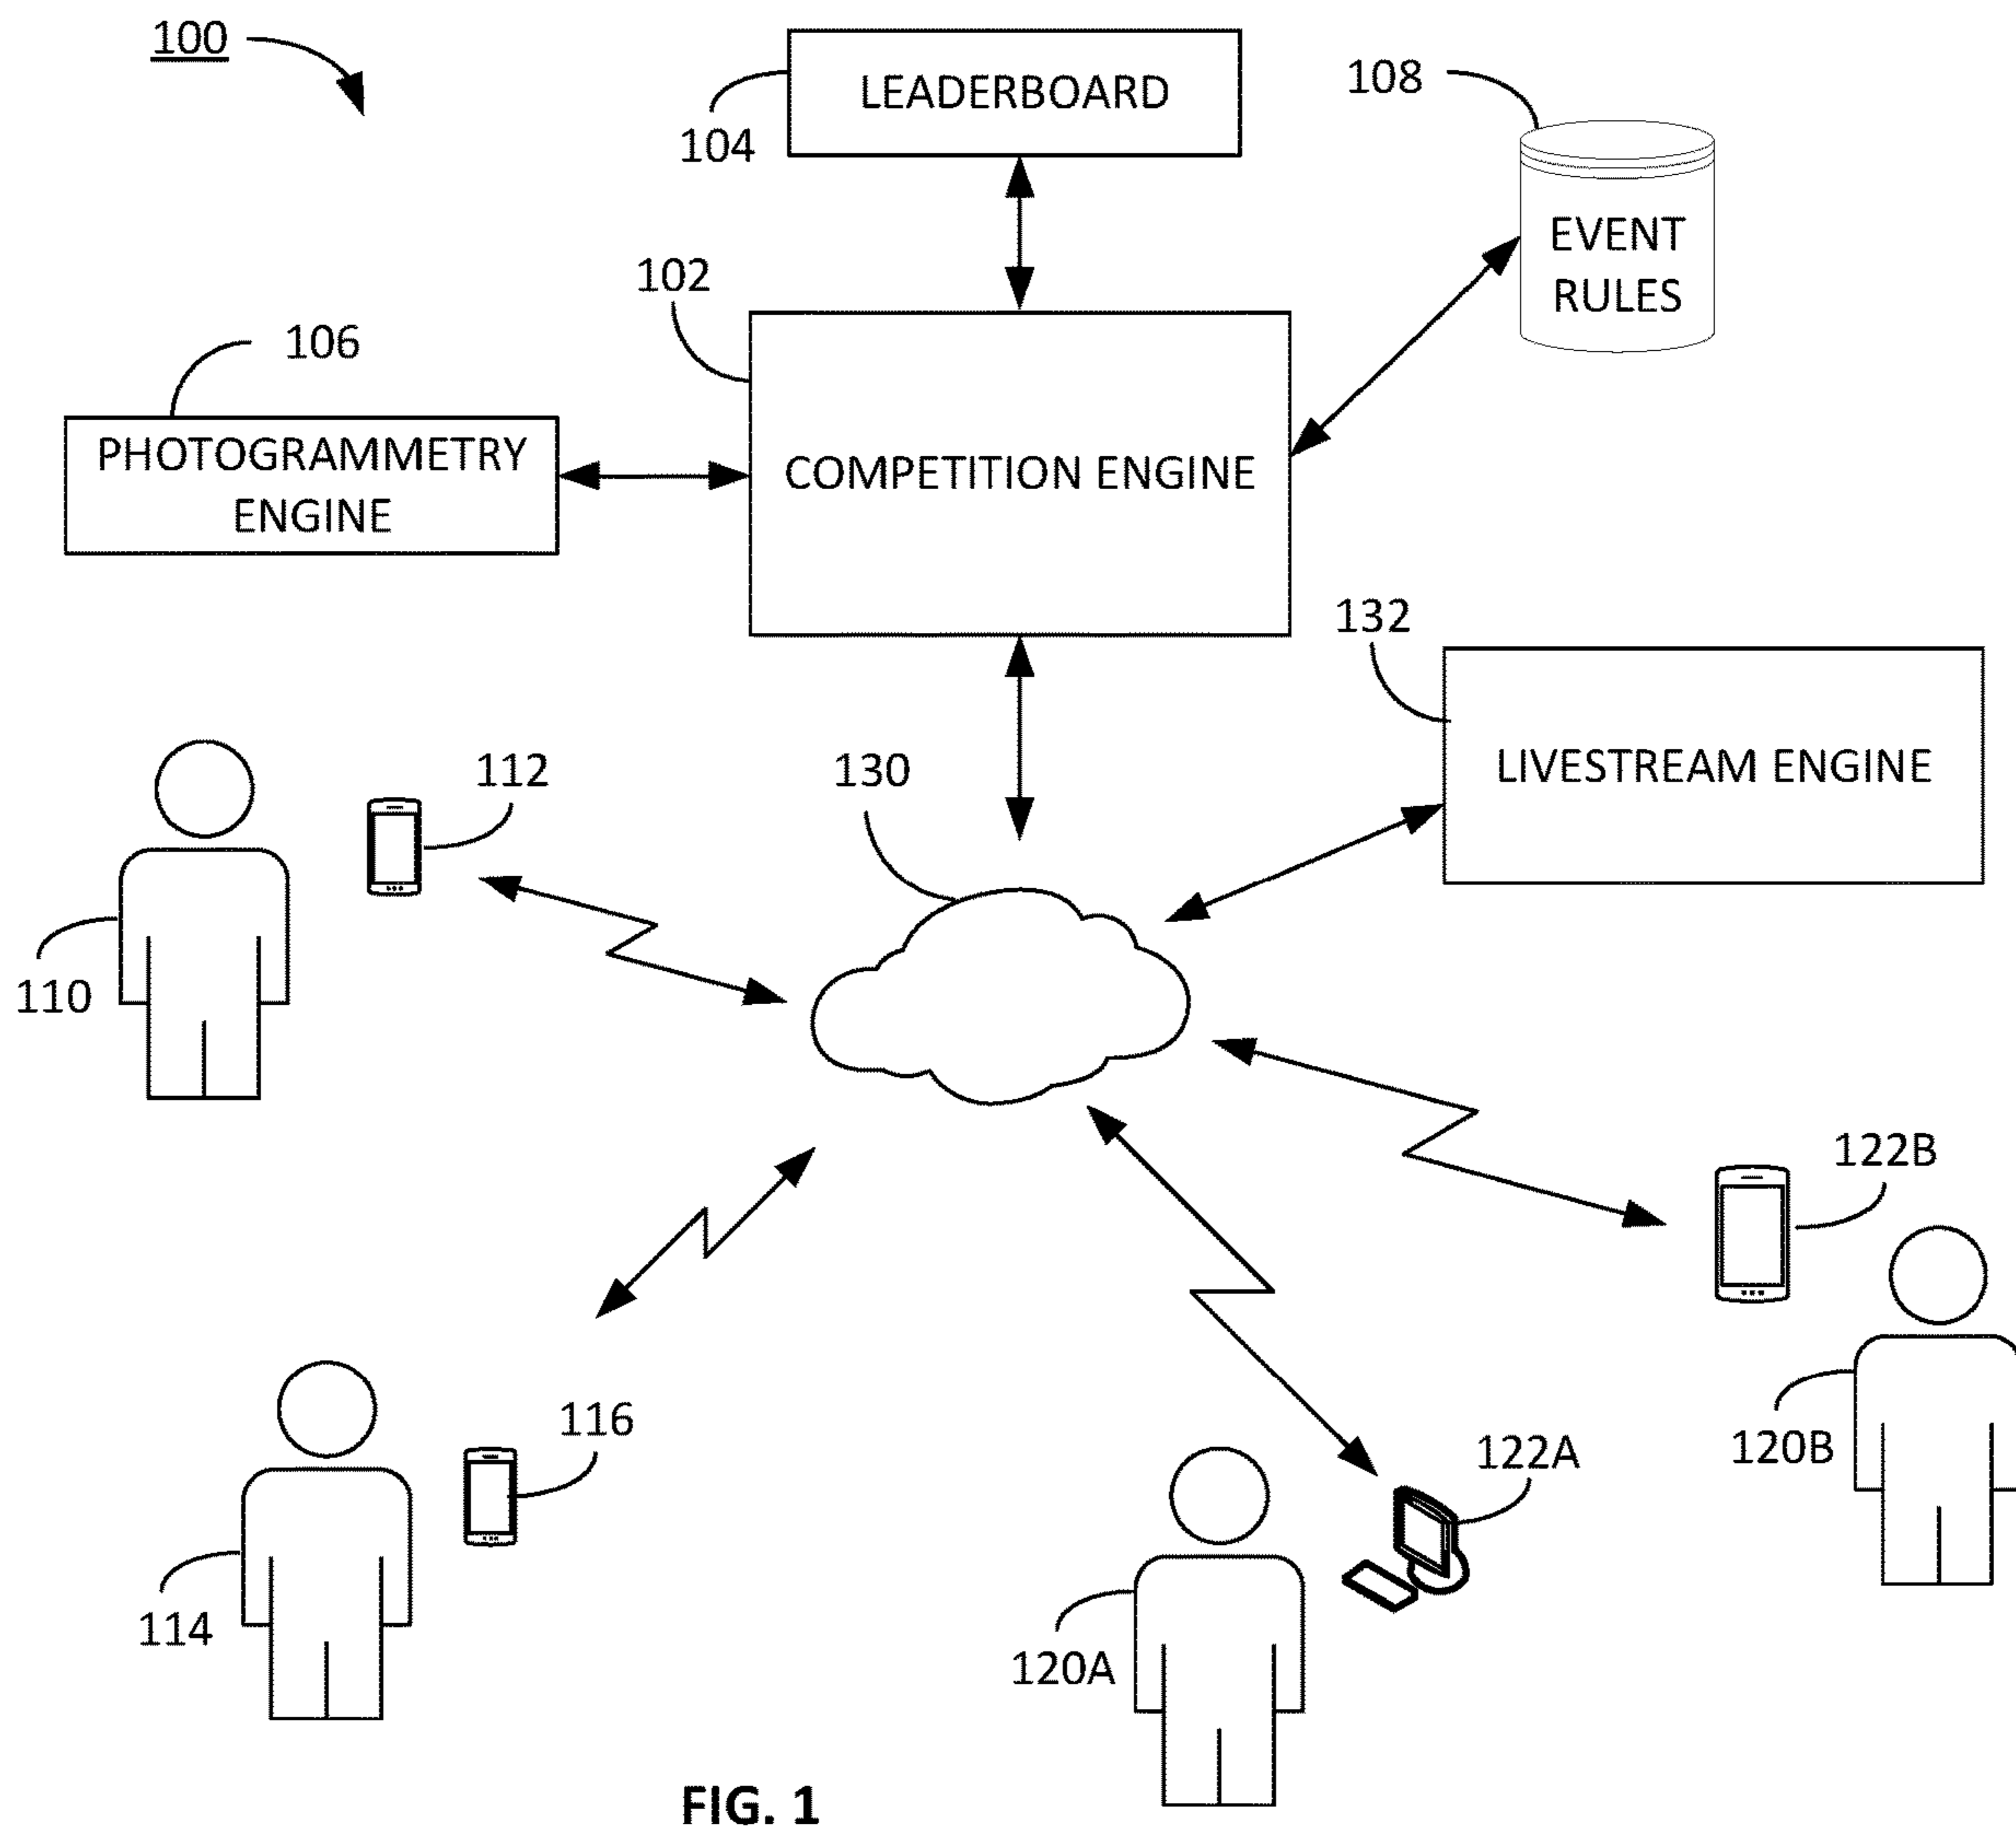 100
LEADERBOARD
104
108
EVENT
RULES
102
106
PHOTOGRAMMETRY
ENGINE
COMPETITION ENGINE
132
LIVESTREAM ENGINE
112
130
110
122B
116
120B
122A
114
120A
FIG. 1